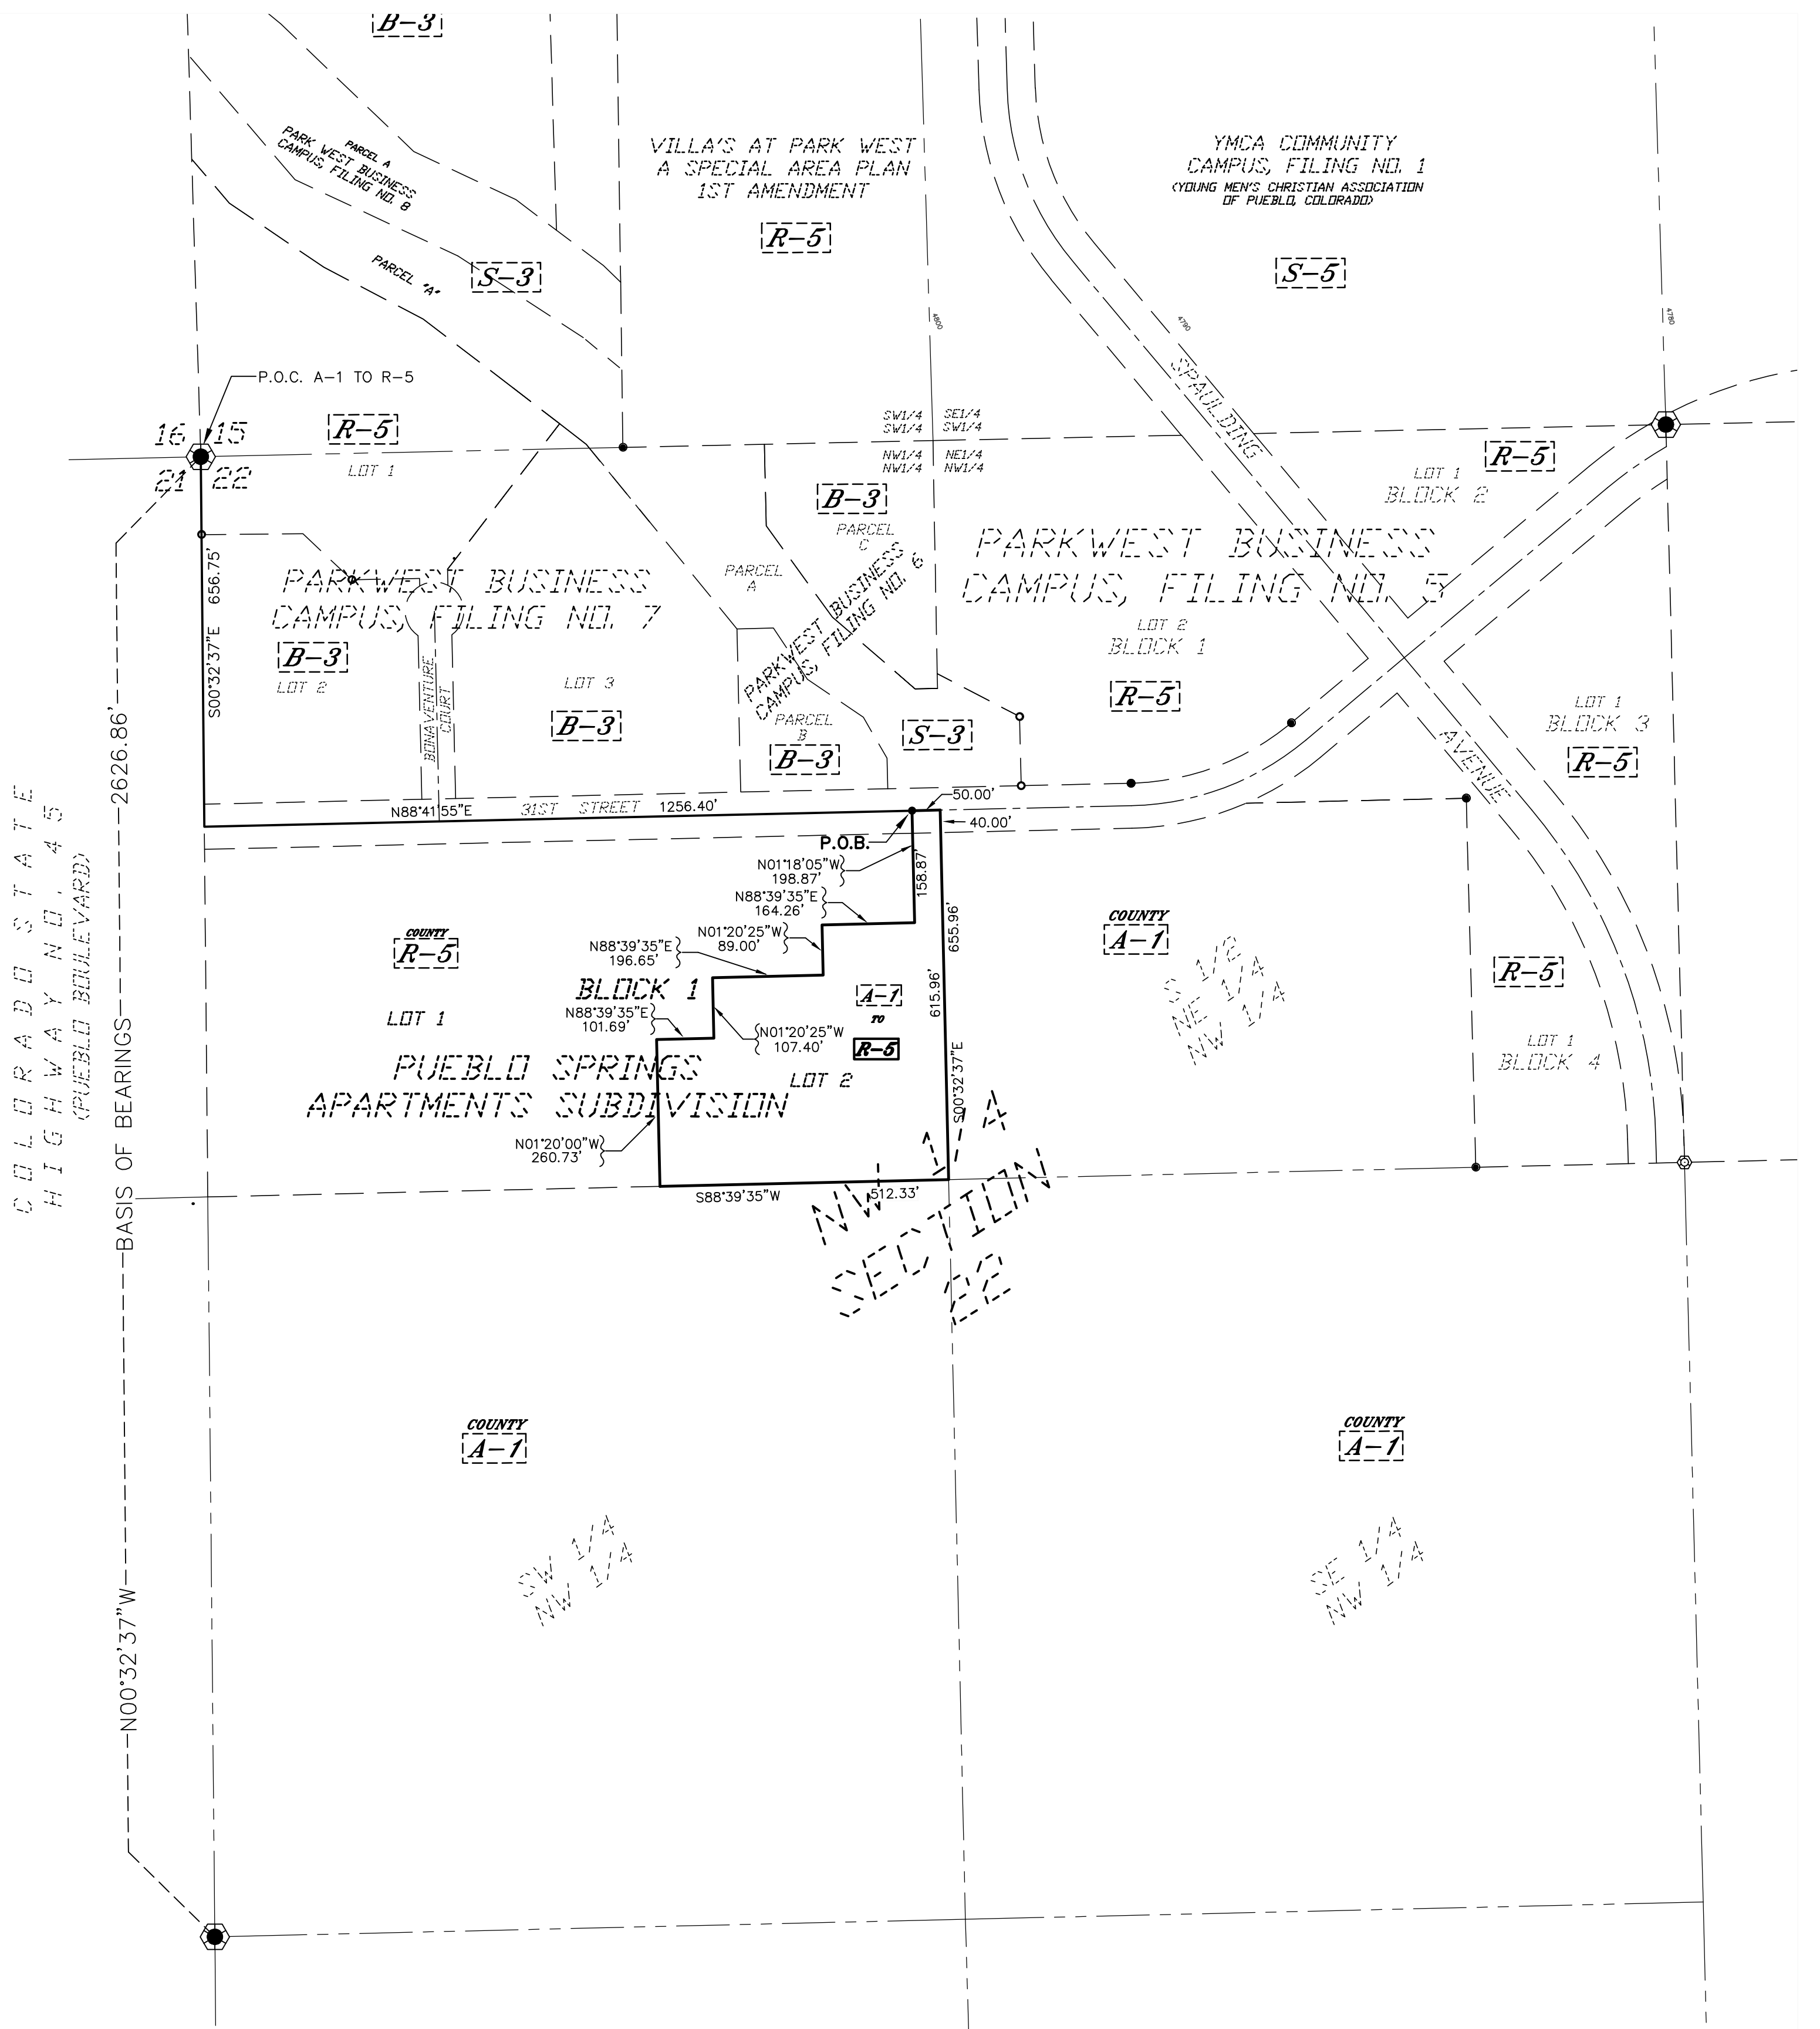 B-3
PARCEL A
PARK WEST BUSINESS
CAMPUS, FILING NO. 8
PARCEL "A"
S-3
VILLA'S AT PARK WEST
A SPECIAL AREA PLAN
1ST AMENDMENT
R-5
YMCA COMMUNITY
CAMPUS, FILING NO. 1
(YOUNG MEN'S CHRISTIAN ASSOCIATION
OF PUEBLO, COLORADO)
S-5
4800
4790
4780
SPAULDING
AVENUE
P.O.C. A-1 TO R-5
16
15
21
22
R-5
LOT 1
SW1/4
SW1/4
SE1/4
SW1/4
NW1/4
NW1/4
NE1/4
NW1/4
B-3
PARCEL
C
PARCEL
A
PARKWEST BUSINESS
CAMPUS, FILING NO. 6
PARKWEST BUSINESS
CAMPUS, FILING NO. 5
LOT 2
BLOCK 1
R-5
LOT 1
BLOCK 2
R-5
LOT 1
BLOCK 3
R-5
PARKWEST BUSINESS
CAMPUS, FILING NO. 7
B-3
LOT 2
BONAVENTURE
COURT
LOT 3
B-3
PARCEL
B
B-3
S-3
S00°32'37"E 656.75'
N88°41'55"E
31ST STREET
1256.40'
50.00'
40.00'
P.O.B.
N01°18'05"W
198.87'
158.87'
N88°39'35"E
164.26'
N01°20'25"W
89.00'
N88°39'35"E
196.65'
N88°39'35"E
101.69'
N01°20'25"W
107.40'
N01°20'00"W
260.73'
S88°39'35"W
512.33'
655.96'
615.96'
S00°32'37"E
COUNTY
R-5
BLOCK 1
LOT 1
PUEBLO SPRINGS
APARTMENTS SUBDIVISION
LOT 2
A-1
TO
R-5
COUNTY
A-1
S 1/2
NE 1/4
NW 1/4
R-5
LOT 1
BLOCK 4
NW 1/4
SECTION
22
COLORADO STATE
HIGHWAY NO. 45
(PUEBLO BOULEVARD)
N00°32'37"W
BASIS OF BEARINGS
2626.86'
COUNTY
A-1
SW 1/4
NW 1/4
COUNTY
A-1
SE 1/4
NW 1/4